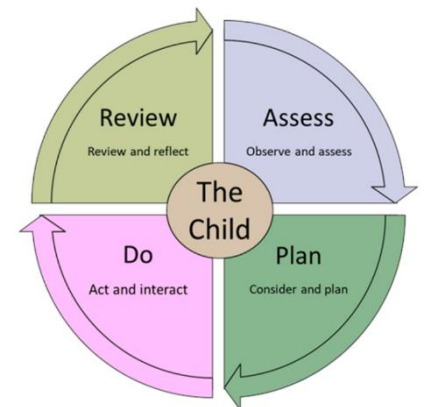 Review
Review and reflect
Assess
Observe and assess
The
Child
Do
Act and interact
Plan
Consider and plan